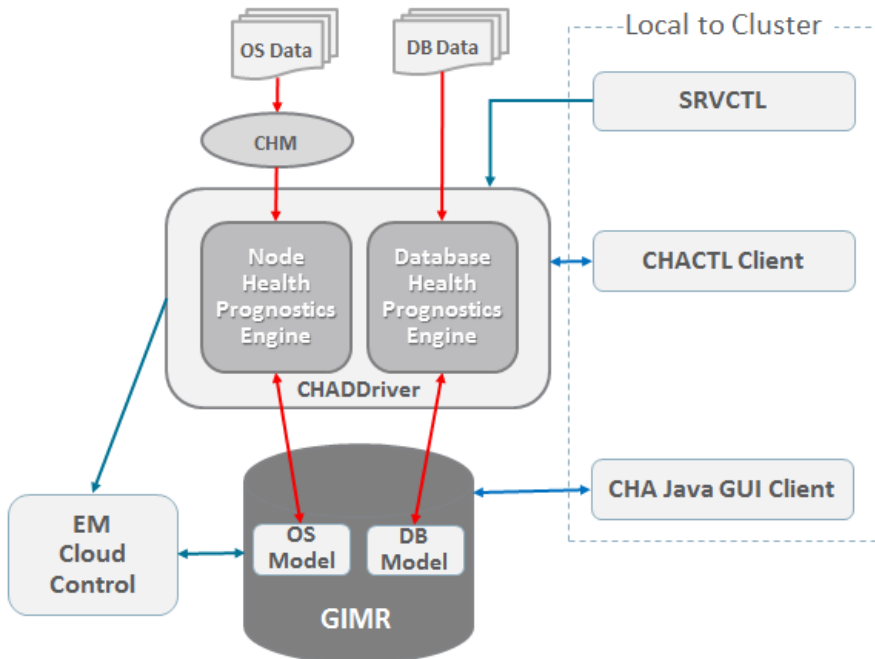 OS Data
DB Data
Local to Cluster
SRVCTL
CHM
CHACTL Client
Node
Health
Prognostics
Engine
Database
Health
Prognostics
Engine
CHADDriver
CHA Java GUI Client
EM
Cloud
Control
OS
Model
DB
Model
GIMR